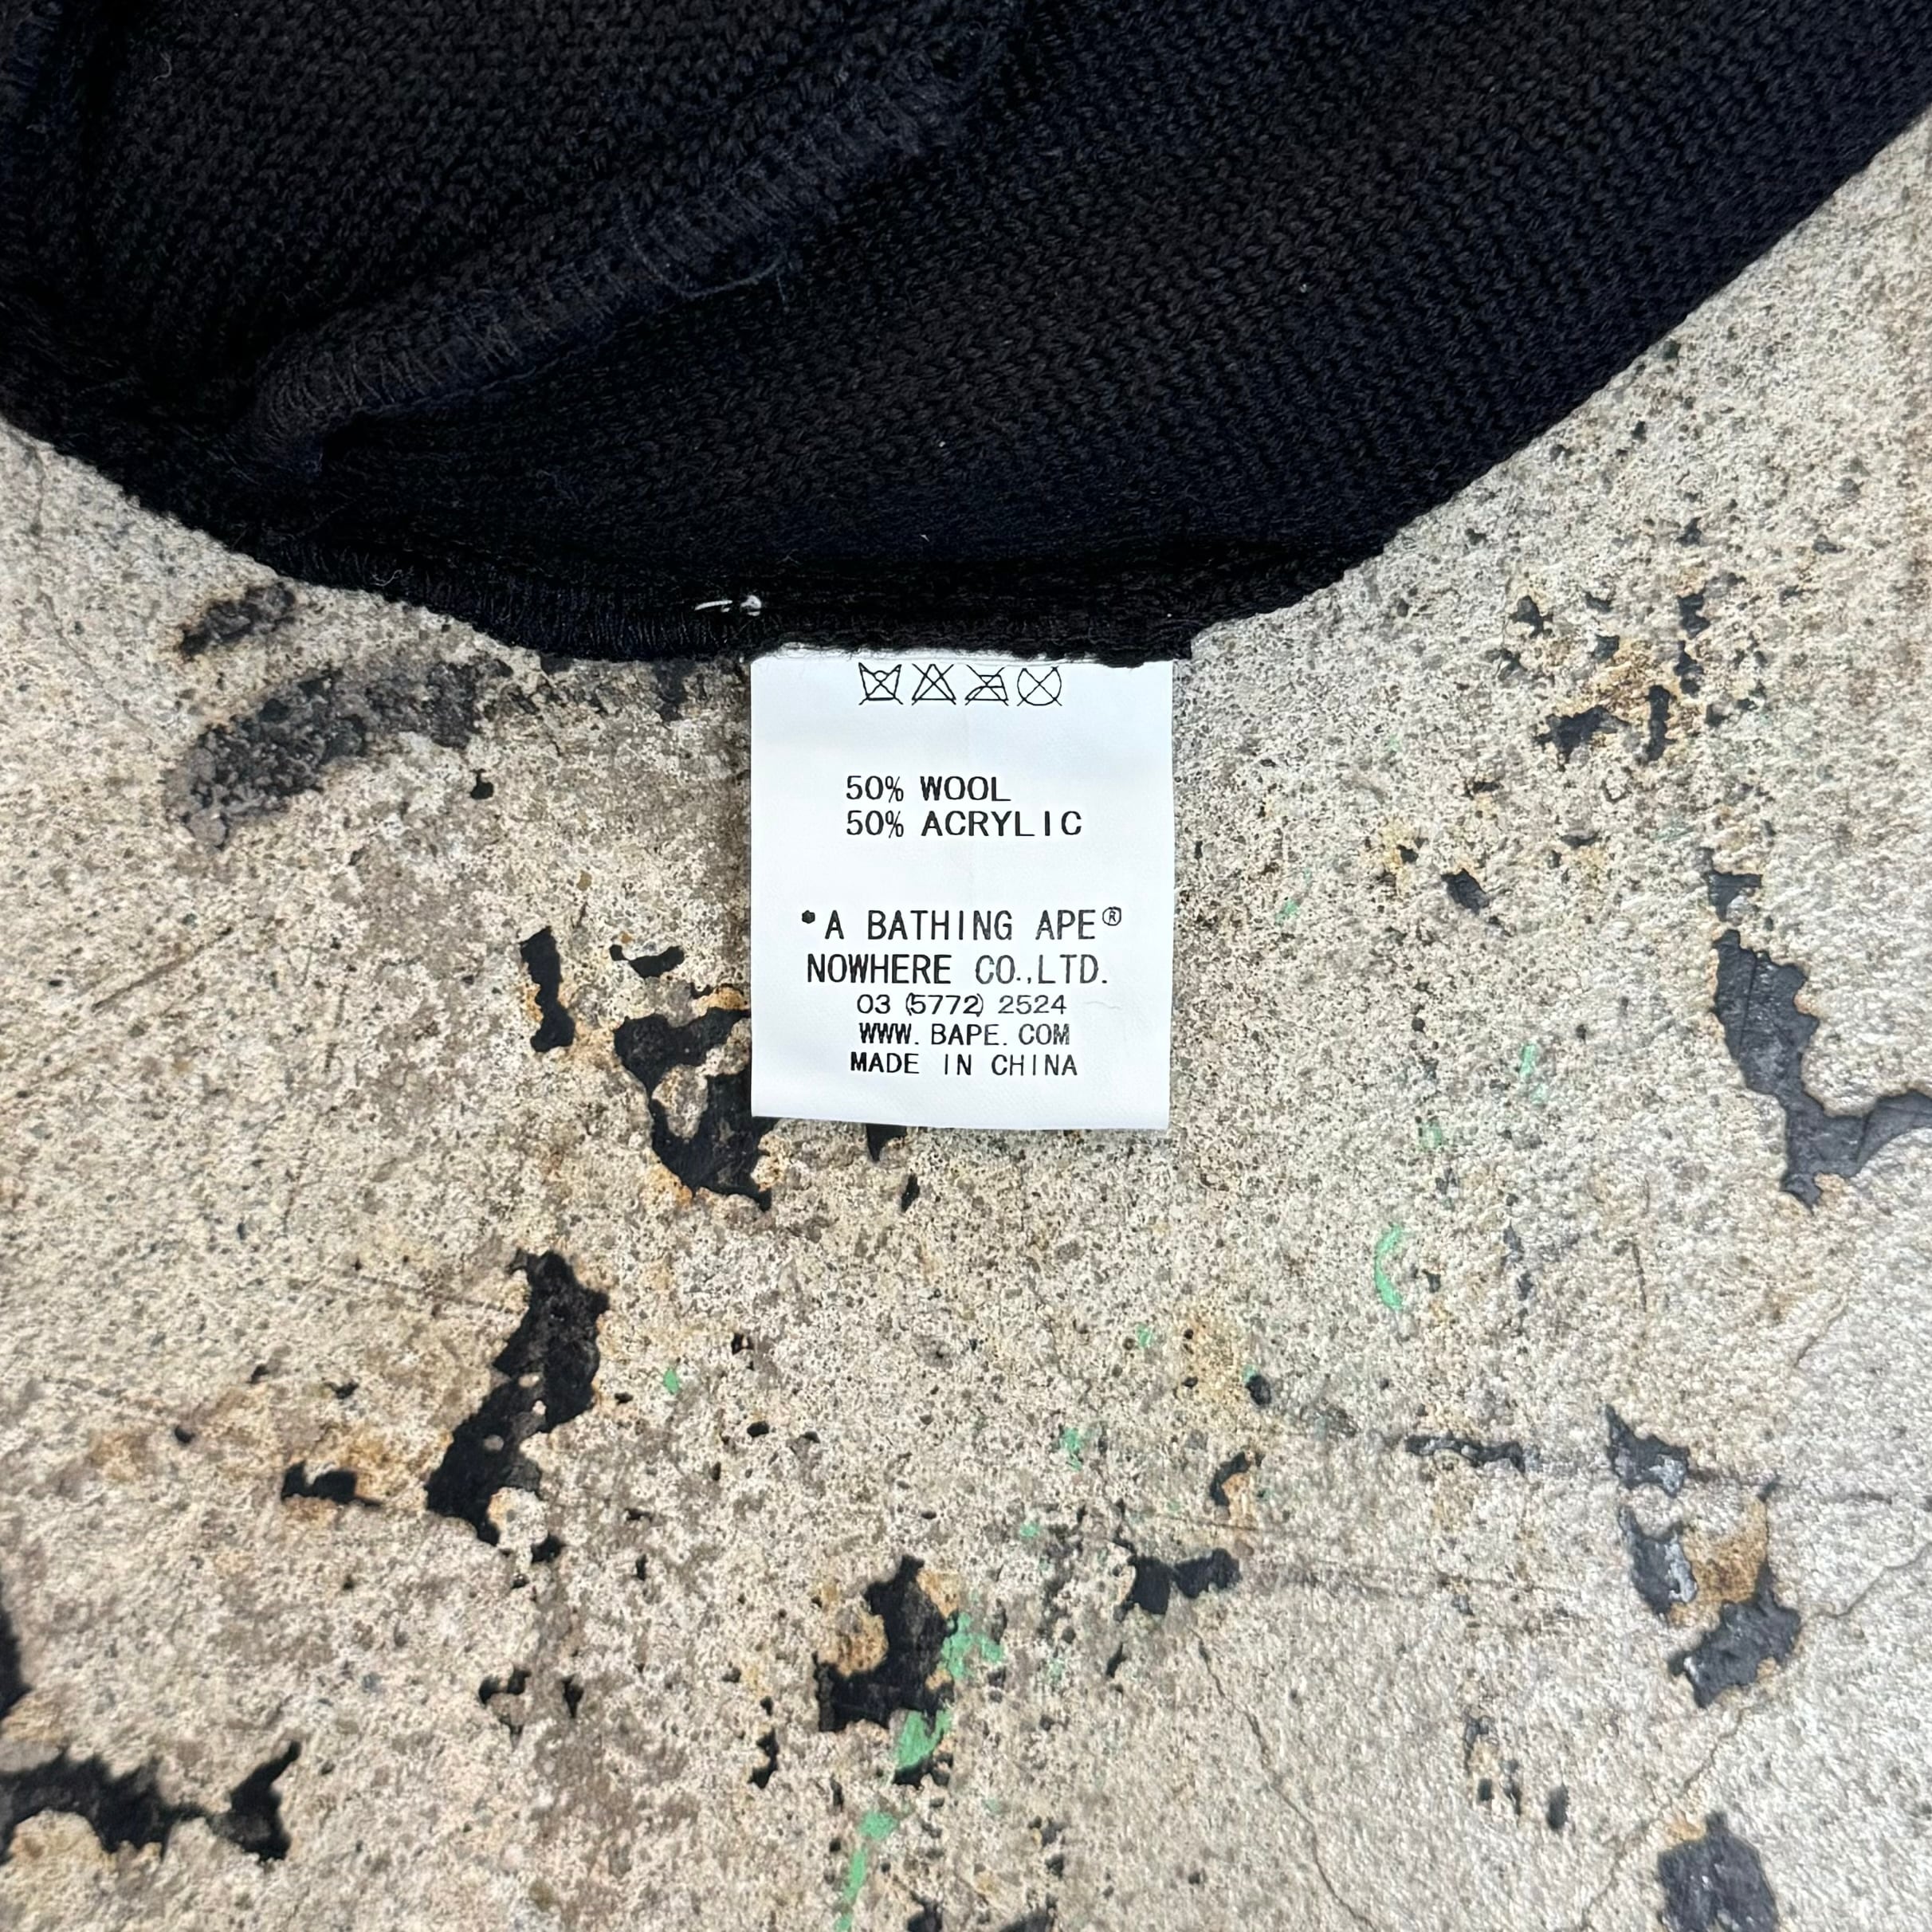 50% WOOL
50% ACRYLIC
•A BATHING APE®
NOWHERE CO.,LTD.
03 (5772) 2524
WWW. BAPE. COM
MADE IN CHINA